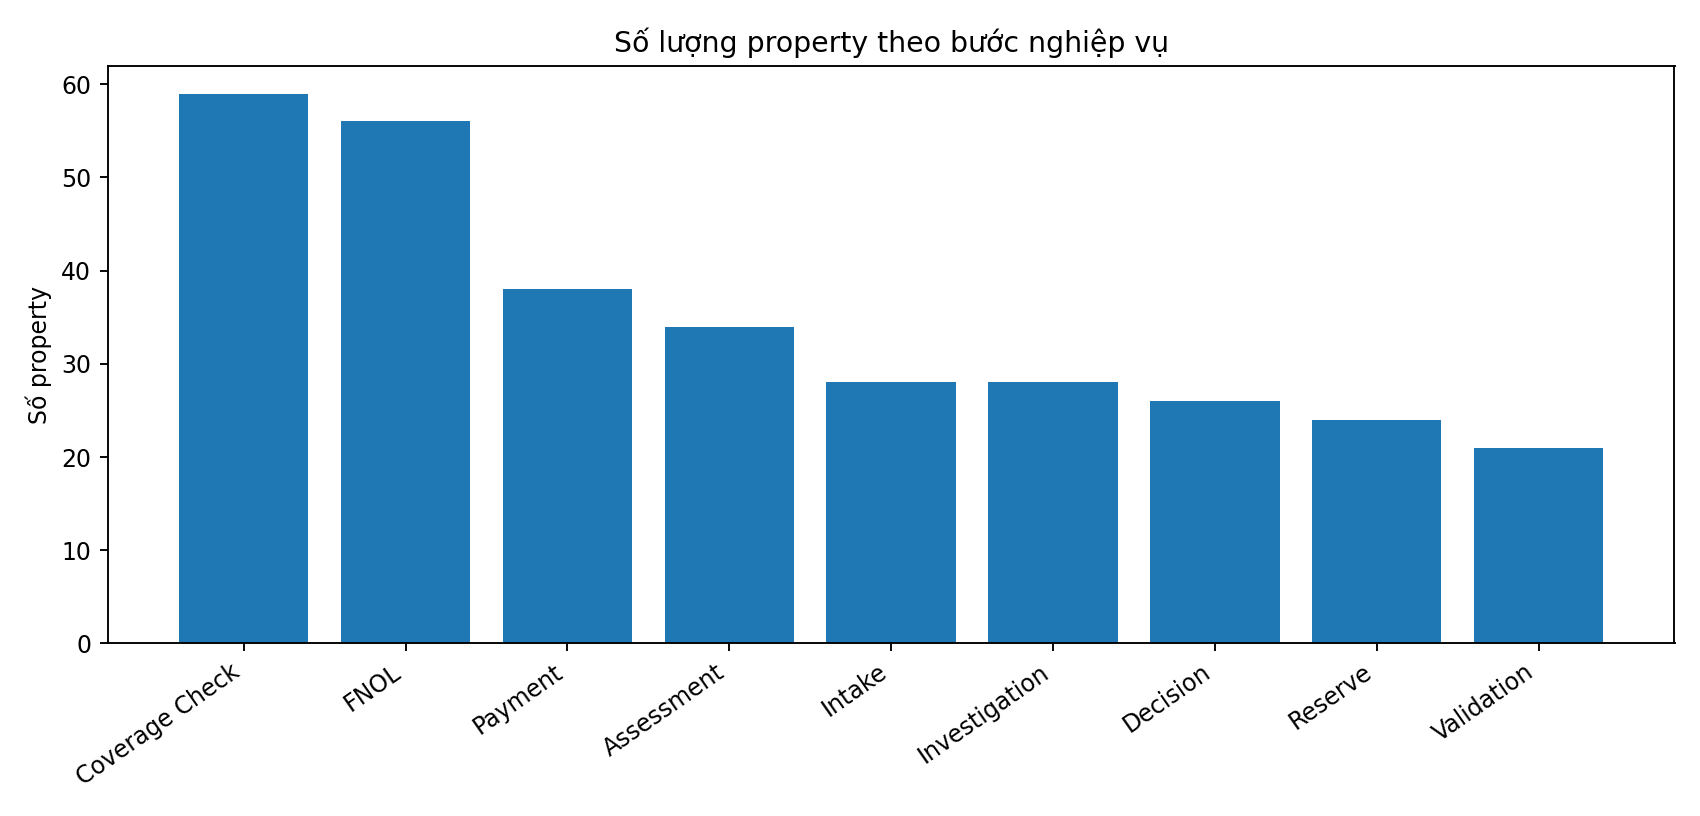 Số lượng property theo bước nghiệp vụ
Số property
60
50
40
30
20
10
0
Coverage Check
FNOL
Payment
Assessment
Intake
Investigation
Decision
Reserve
Validation